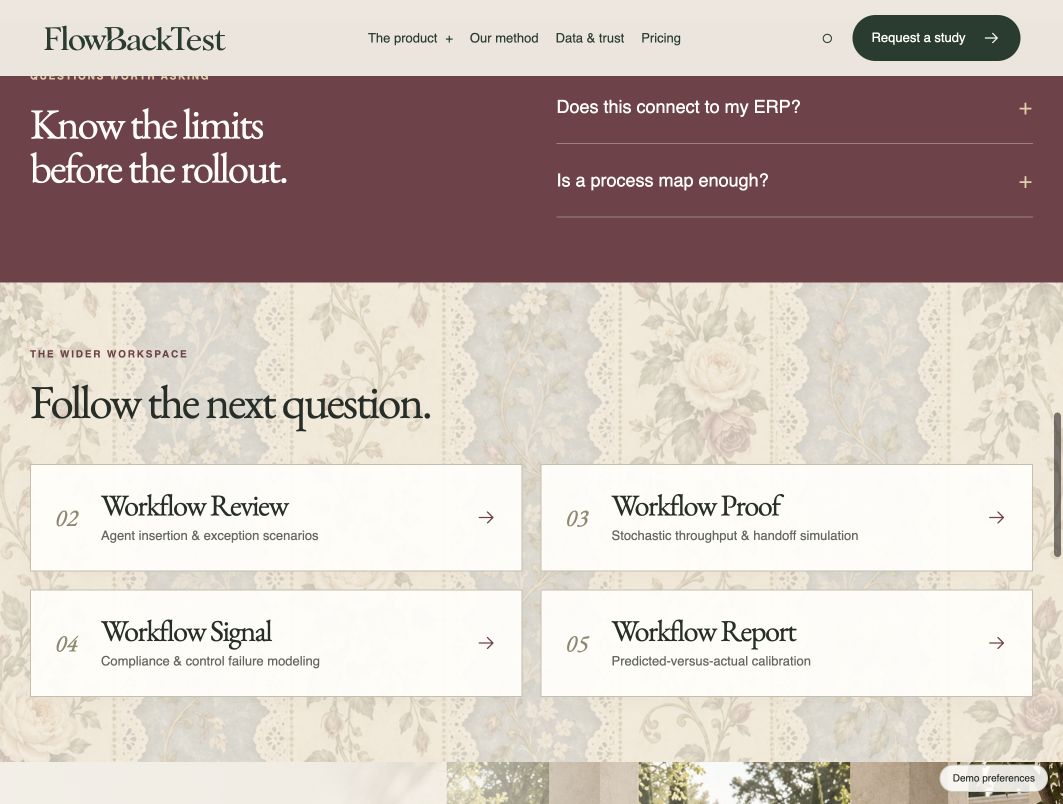 FlowBackTest
The product +
Our method
Data & trust
Pricing
Request a study →
QUESTIONS WORTH ASKING
Know the limits
before the rollout.
Does this connect to my ERP? +
Is a process map enough? +
THE WIDER WORKSPACE
Follow the next question.
02
Workflow Review
Agent insertion & exception scenarios
→
03
Workflow Proof
Stochastic throughput & handoff simulation
→
04
Workflow Signal
Compliance & control failure modeling
→
05
Workflow Report
Predicted-versus-actual calibration
→
Demo preferences